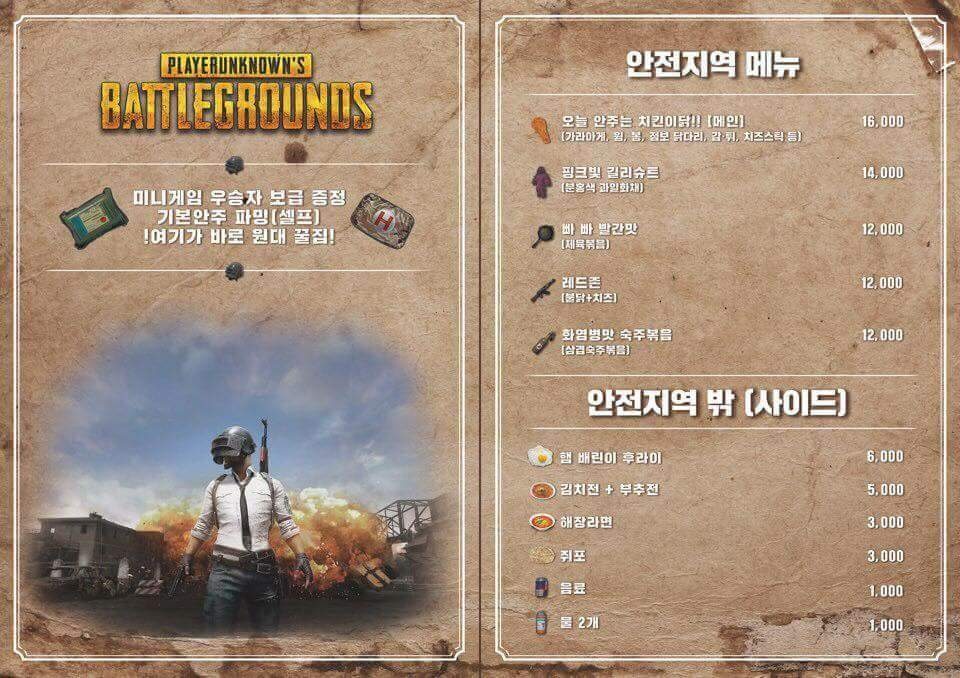 PLAYERUNKNOWN'S
BATTLEGROUNDS
미니게임 우승자 보급 증정
기본안주 파밍(셀프)
!여기가 바로 원대 꿀집!
안전지역 메뉴
오늘 안주는 치킨이닭!! [메인] 16,000
(가라아게, 윙, 봉, 점보 닭다리, 감튀, 치즈스틱 등)
핑크빛 길리슈트 14,000
(분홍색 과일화채)
빠 빠 빨간맛 12,000
(제육볶음)
레드존 12,000
(불닭+치즈)
화염병맛 숙주볶음 12,000
(삼겹숙주볶음)
안전지역 밖 (사이드)
햄 배린이 후라이 6,000
김치전 + 부추전 5,000
해장라면 3,000
쥐포 3,000
음료 1,000
물 2개 1,000